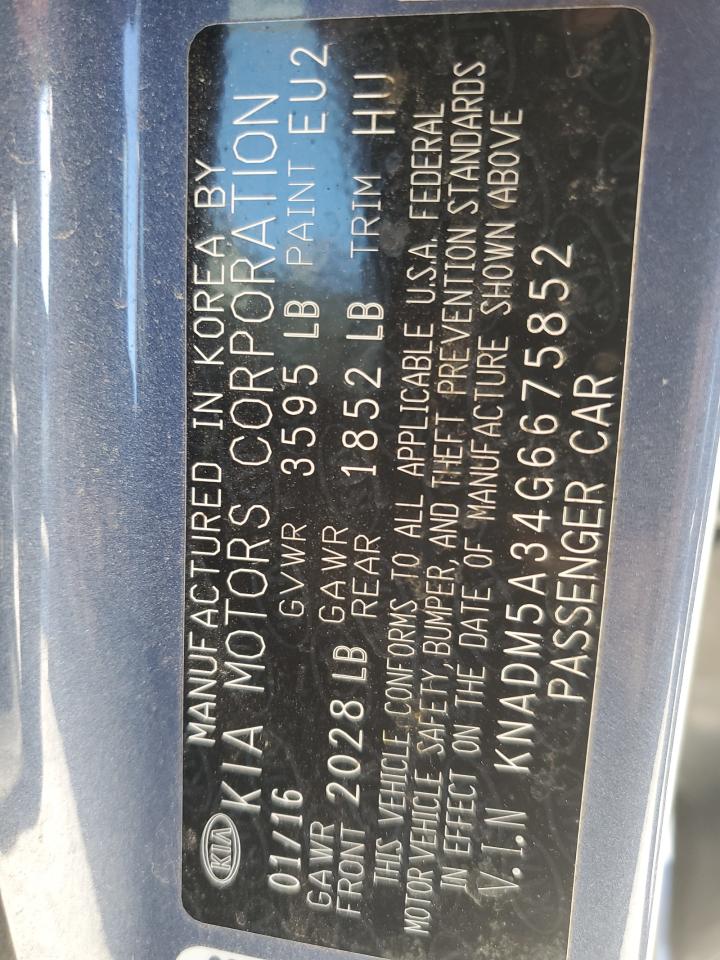 MANUFACTURED IN KOREA BY
KIA KIA MOTORS CORPORATION
01/16 GVWR 3595 LB PAINT EU2
GAWR FRONT 2028 LB GAWR REAR 1852 LB TRIM HU
THIS VEHICLE CONFORMS TO ALL APPLICABLE U.S.A. FEDERAL
MOTOR VEHICLE SAFETY, BUMPER, AND THEFT PREVENTION STANDARDS
IN EFFECT ON THE DATE OF MANUFACTURE SHOWN ABOVE
V.I.N KNADM5A34G6675852
PASSENGER CAR